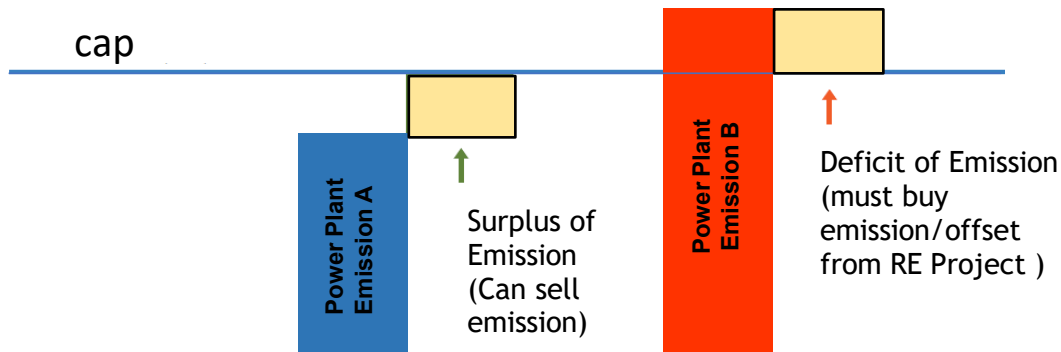 cap
Power Plant
Emission A
Surplus of
Emission
(Can sell
emission)
Power Plant
Emission B
Deficit of Emission
(must buy
emission/offset
from RE Project )